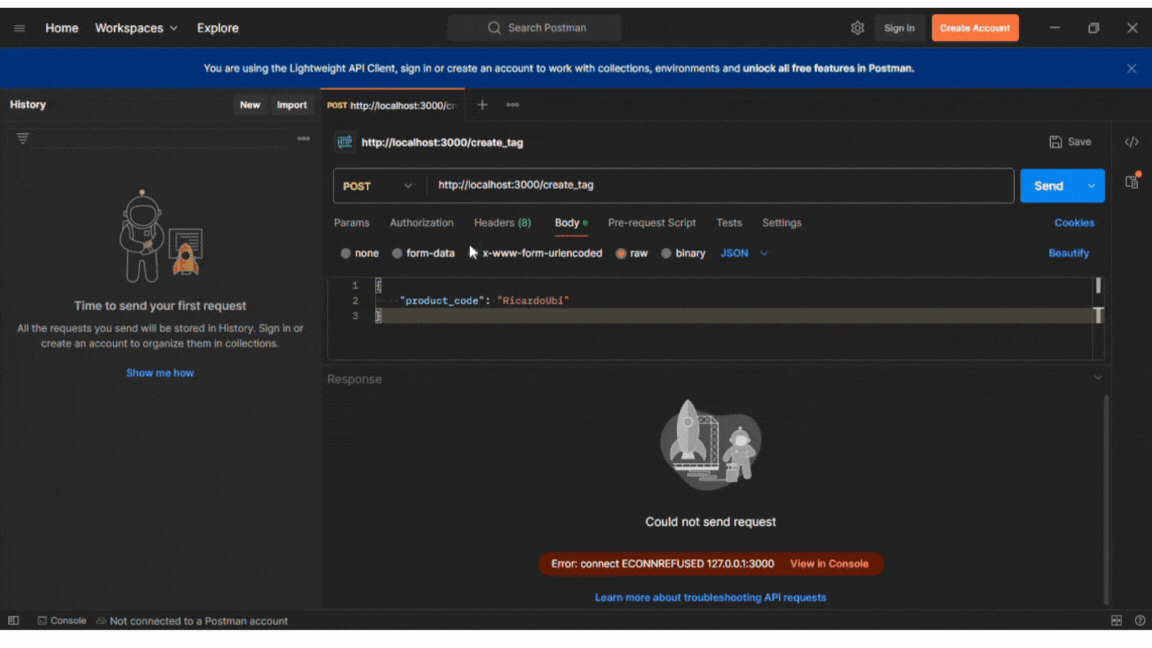 Home Workspaces Explore Search Postman Sign In Create Account
You are using the Lightweight API Client, sign in or create an account to work with collections, environments and unlock all free features in Postman.
History New Import POST http://localhost:3000/cr
HTTP http://localhost:3000/create_tag Save
POST http://localhost:3000/create_tag Send
Params Authorization Headers (8) Body Pre-request Script Tests Settings Cookies
none form-data x-www-form-urlencoded raw binary JSON Beautify
1 {
2 "product_code": "RicardoUbi"
3 }
Time to send your first request
All the requests you send will be stored in History. Sign in or
create an account to organize them in collections.
Show me how
Response
Could not send request
Error: connect ECONNREFUSED 127.0.0.1:3000 View in Console
Learn more about troubleshooting API requests
Console Not connected to a Postman account